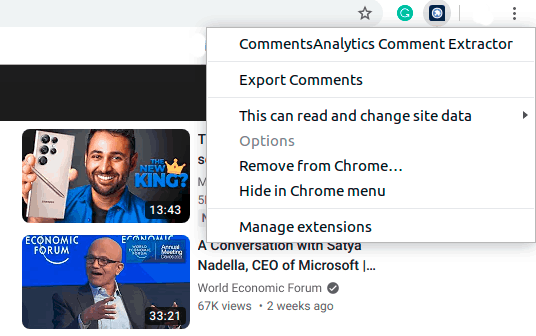 CommentsAnalytics Comment Extractor
Export Comments
This can read and change site data
Options
Remove from Chrome...
Hide in Chrome menu
Manage extensions
THE
NEW
KING?
SAMSUNG
13:43
ECONOMIC
FORUM
WORLD
ECONOMIC
FORUM
Annual
Meeting
33:21
A Conversation with Satya
Nadella, CEO of Microsoft |...
World Economic Forum
67K views • 2 weeks ago